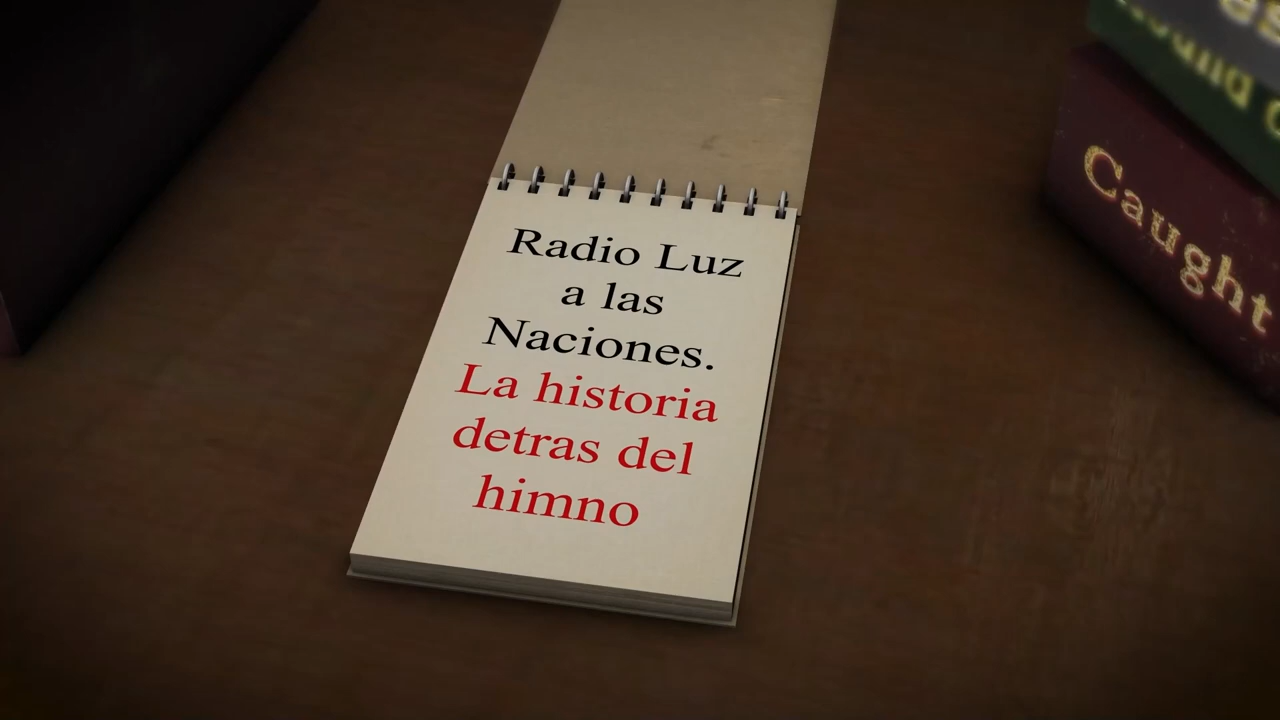 Radio Luz
a las
Naciones.
La historia
detras del
himno
Caught